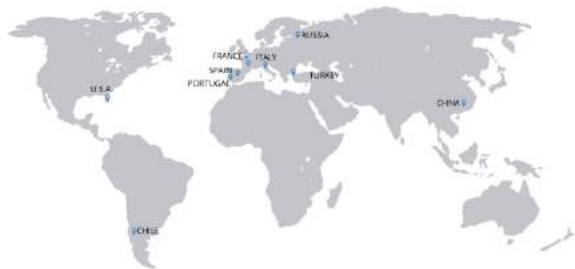 RUSSIA
FRANCE
ITALY
SPAIN
TURKEY
PORTUGAL
U.S.A
CHINA
CHILE